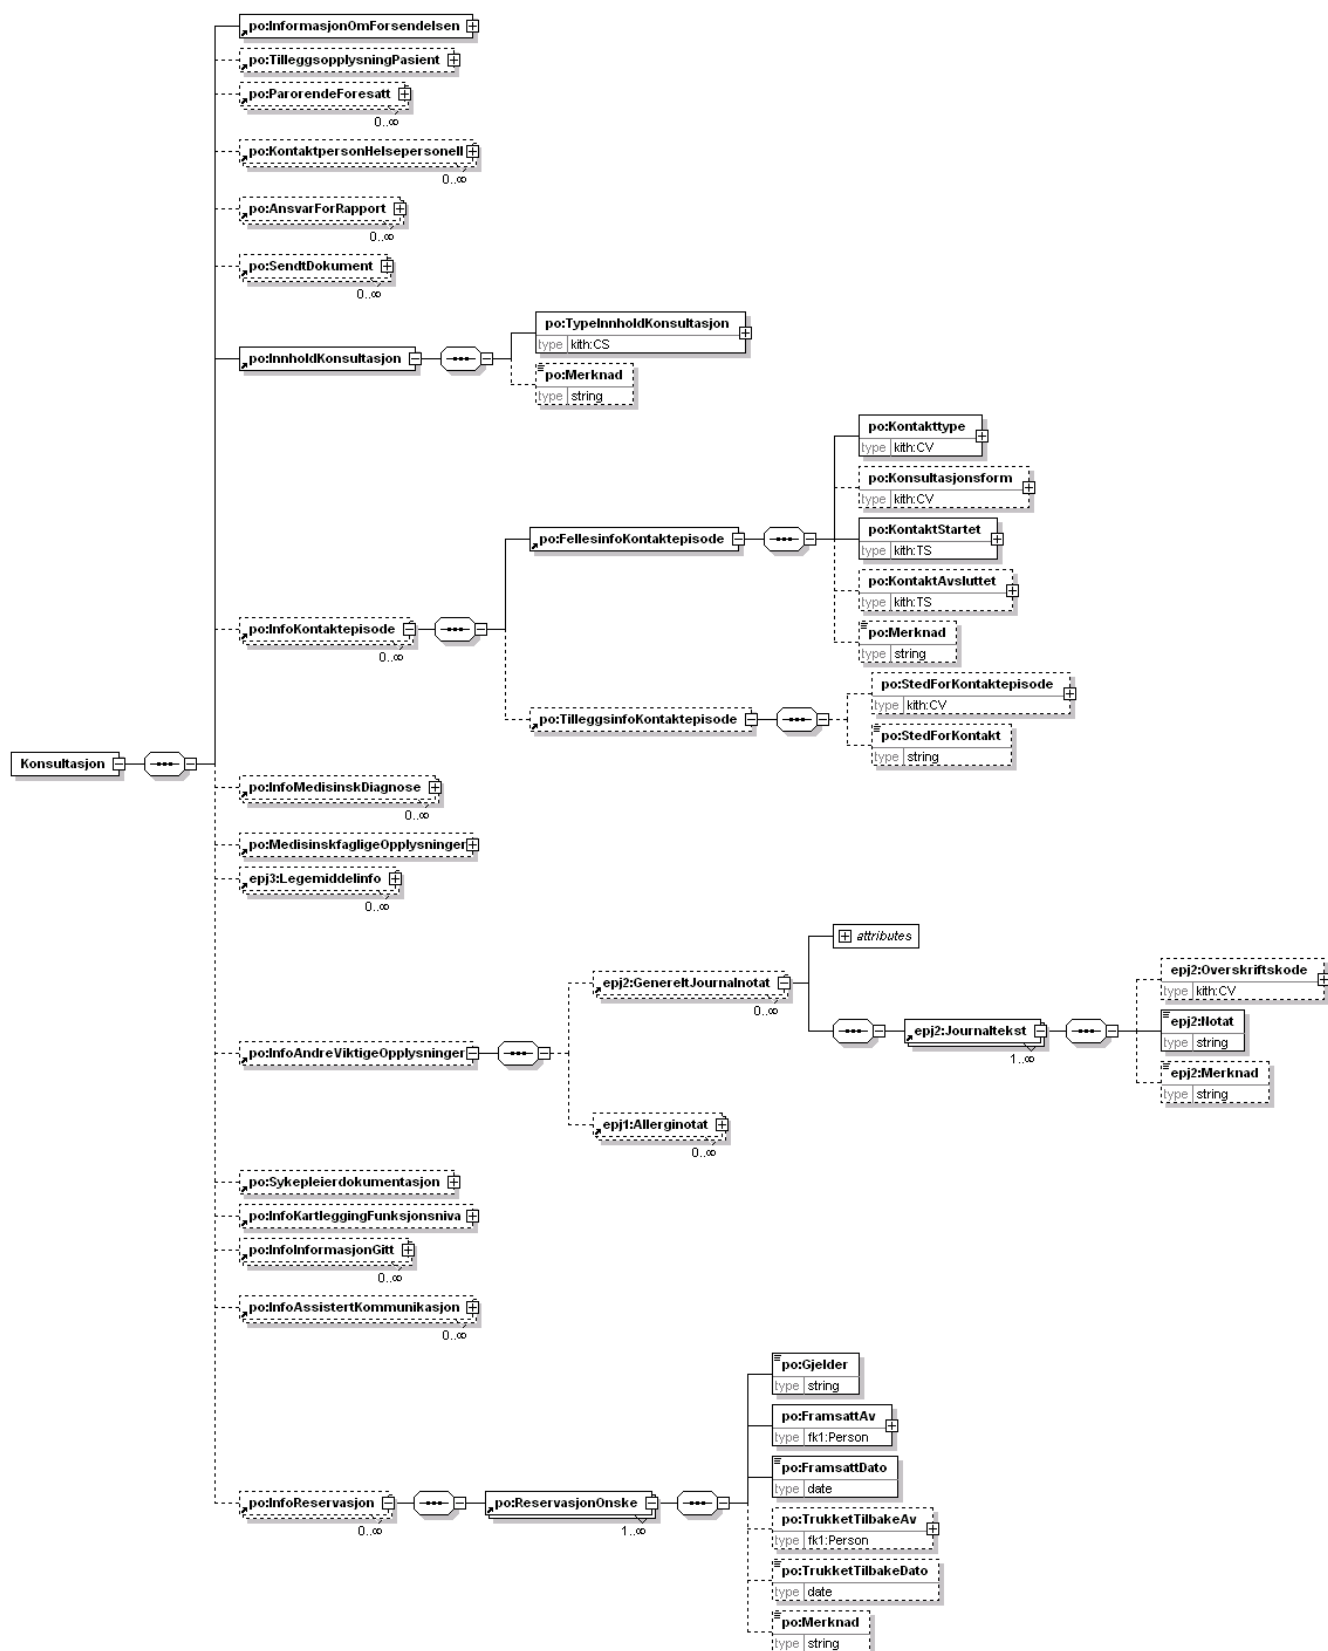 po:InformasjonOmForsendelsen
po:TilleggsopplysningPasient
po:ParorendeForesatt
0..∞
po:KontaktpersonHelsepersonell
0..∞
po:AnsvarForRapport
0..∞
po:SendtDokument
0..∞
po:TypeInnholdKonsultasjon
type kith:CS
po:InnholdKonsultasjon
po:Merknad
type string
po:Kontakttype
type kith:CV
po:Konsultasjonsform
type kith:CV
po:FellesinfoKontaktepisode
po:KontaktStartet
type kith:TS
po:KontaktAvsluttet
type kith:TS
po:InfoKontaktepisode
0..∞
po:Merknad
type string
po:StedForKontaktepisode
type kith:CV
po:TilleggsinfoKontaktepisode
po:StedForKontakt
type string
Konsultasjon
po:InfoMedisinskDiagnose
0..∞
po:MedisinskfagligeOpplysninger
epj3:Legemiddelinfo
0..∞
attributes
epj2:GenereltJournalnotat
0..∞
epj2:Overskriftskode
type kith:CV
epj2:Journaltekst
1..∞
epj2:Notat
type string
po:InfoAndreViktigeOpplysninger
epj2:Merknad
type string
epj1:Allerginotat
0..∞
po:Sykepleierdokumentasjon
po:InfoKartleggingFunksjonsniva
po:InfoInformasjonGitt
0..∞
po:InfoAssistertKommunikasjon
0..∞
po:Gjelder
type string
po:FramsattAv
type fk1:Person
po:FramsattDato
type date
po:InfoReservasjon
0..∞
po:ReservasjonOnske
1..∞
po:TrukketTilbakeAv
type fk1:Person
po:TrukketTilbakeDato
type date
po:Merknad
type string